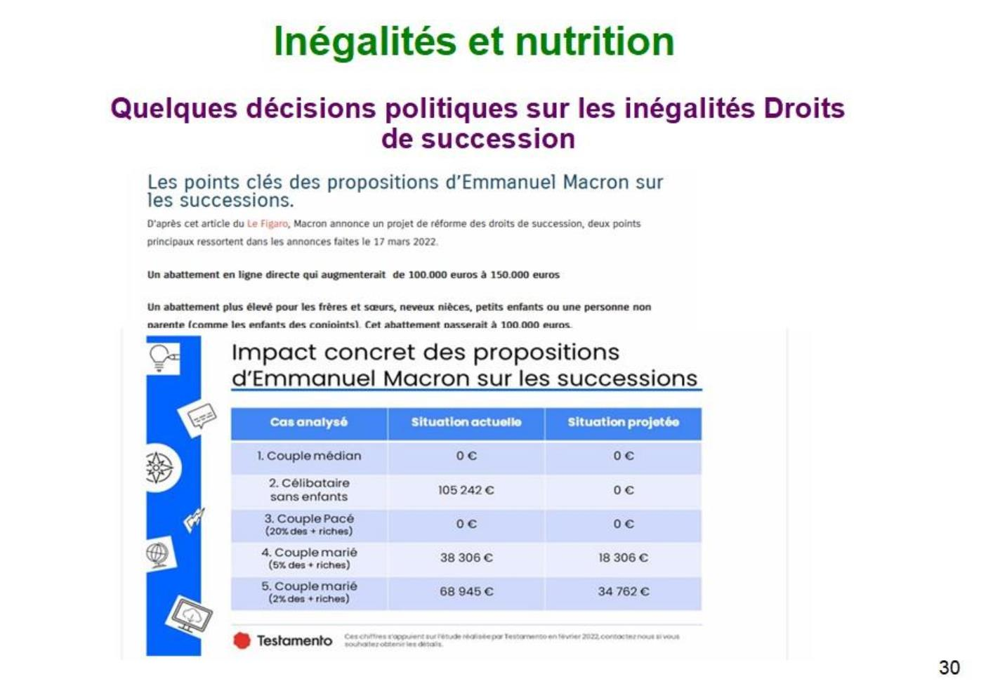 Inégalités et nutrition
Quelques décisions politiques sur les inégalités Droits
de succession
Les points clés des propositions d'Emmanuel Macron sur
les successions.
D'après cet article du Le Figaro, Macron annonce un projet de réforme des droits de succession, deux points
principaux ressortent dans les annonces faites le 17 mars 2022.
Un abattement en ligne directe qui augmenterait de 100.000 euros à 150.000 euros
Un abattement plus élevé pour les frères et sœurs, neveux nièces, petits enfants ou une personne non
parente (comme les enfants des conjoints). Cet abattement passerait à 100.000 euros.
Impact concret des propositions
d'Emmanuel Macron sur les successions
Cas analysé Situation actuelle Situation projetée
1. Couple médian 0 € 0 €
2. Célibataire
sans enfants 105 242 € 0 €
3. Couple Pacé
(20% des + riches) 0 € 0 €
4. Couple marié
(5% des + riches) 38 306 € 18 306 €
5. Couple marié
(2% des + riches) 68 945 € 34 762 €
Testamento
Ces chiffres s'appuient sur l'étude réalisée par Testamento en février 2022, contactez nous si vous
souhaitez obtenir les détails.
30